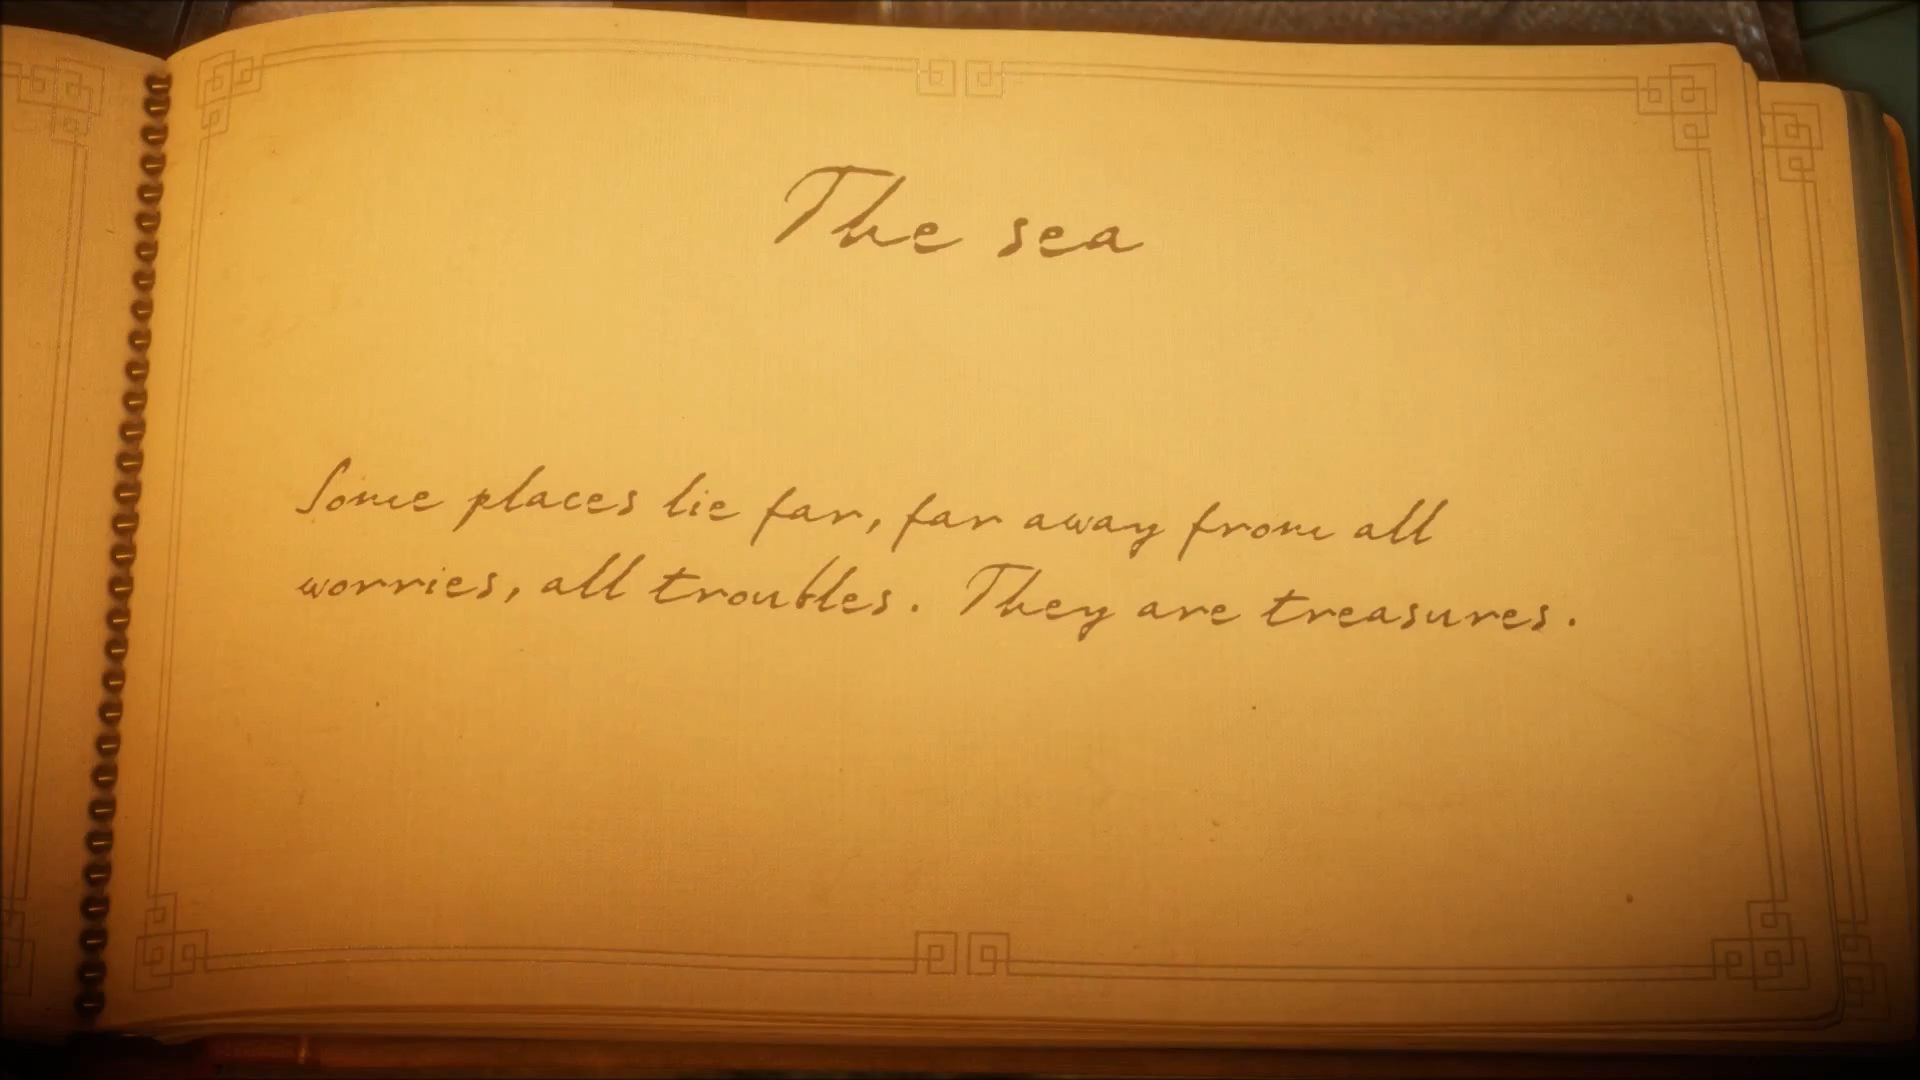 The sea
Some places lie far, far away from all
worries, all troubles. They are treasures.